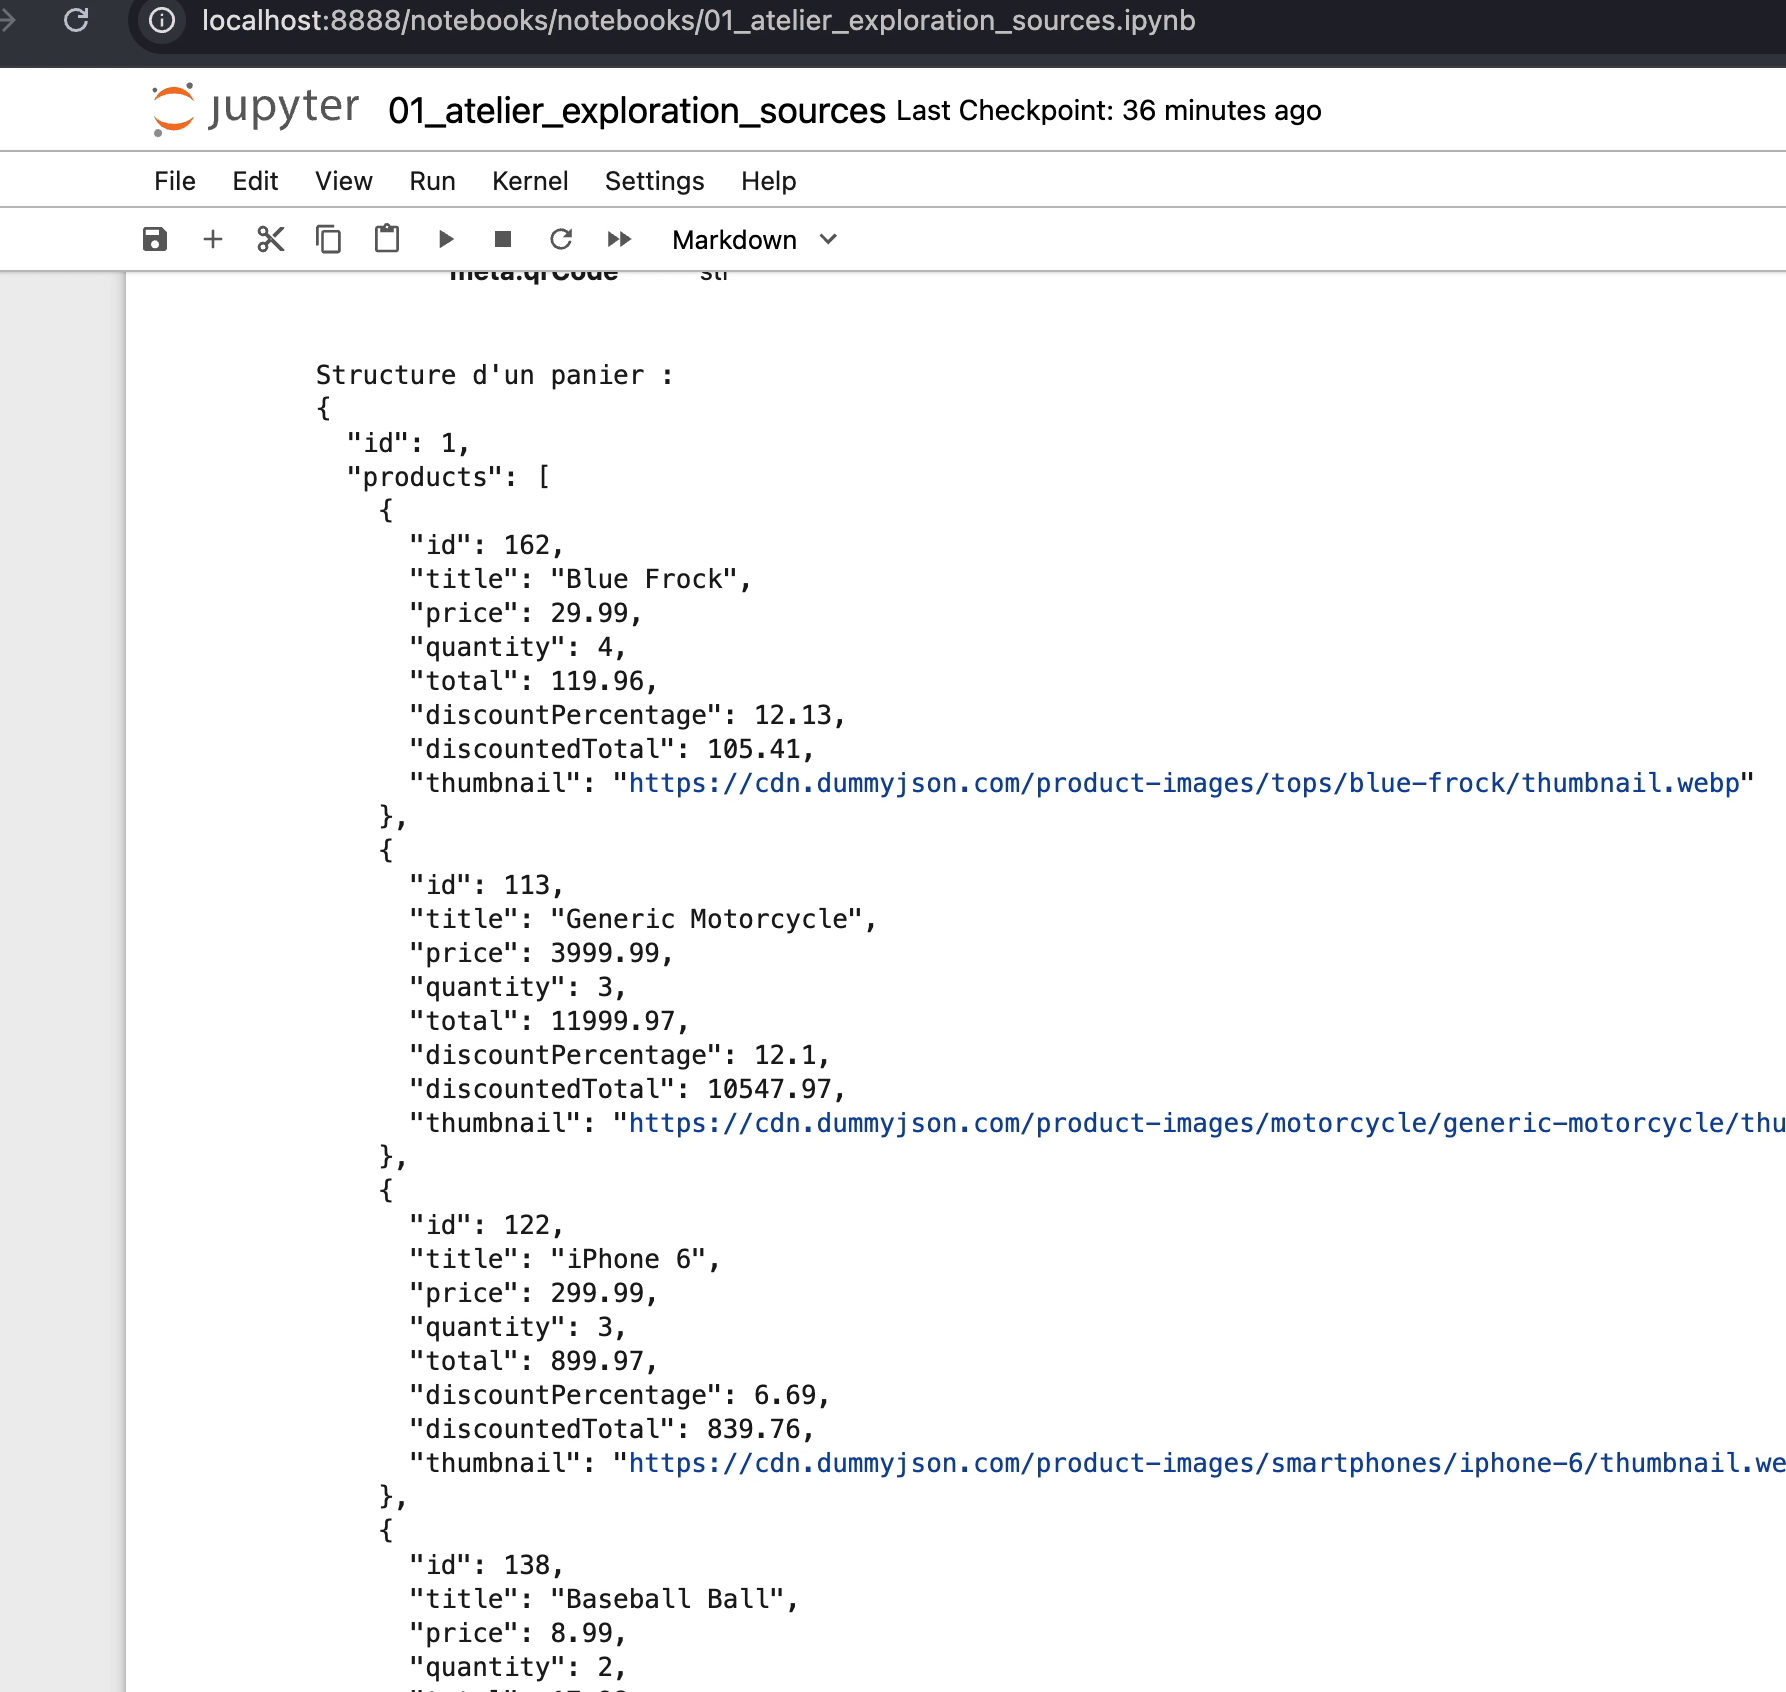 localhost:8888/notebooks/notebooks/01_atelier_exploration_sources.ipynb
jupyter 01_atelier_exploration_sources Last Checkpoint: 36 minutes ago
File Edit View Run Kernel Settings Help
Markdown
meta.qrCode str
Structure d'un panier :
{
"id": 1,
"products": [
{
"id": 162,
"title": "Blue Frock",
"price": 29.99,
"quantity": 4,
"total": 119.96,
"discountPercentage": 12.13,
"discountedTotal": 105.41,
"thumbnail": "https://cdn.dummyjson.com/product-images/tops/blue-frock/thumbnail.webp"
},
{
"id": 113,
"title": "Generic Motorcycle",
"price": 3999.99,
"quantity": 3,
"total": 11999.97,
"discountPercentage": 12.1,
"discountedTotal": 10547.97,
"thumbnail": "https://cdn.dummyjson.com/product-images/motorcycle/generic-motorcycle/thu
},
{
"id": 122,
"title": "iPhone 6",
"price": 299.99,
"quantity": 3,
"total": 899.97,
"discountPercentage": 6.69,
"discountedTotal": 839.76,
"thumbnail": "https://cdn.dummyjson.com/product-images/smartphones/iphone-6/thumbnail.we
},
{
"id": 138,
"title": "Baseball Ball",
"price": 8.99,
"quantity": 2,